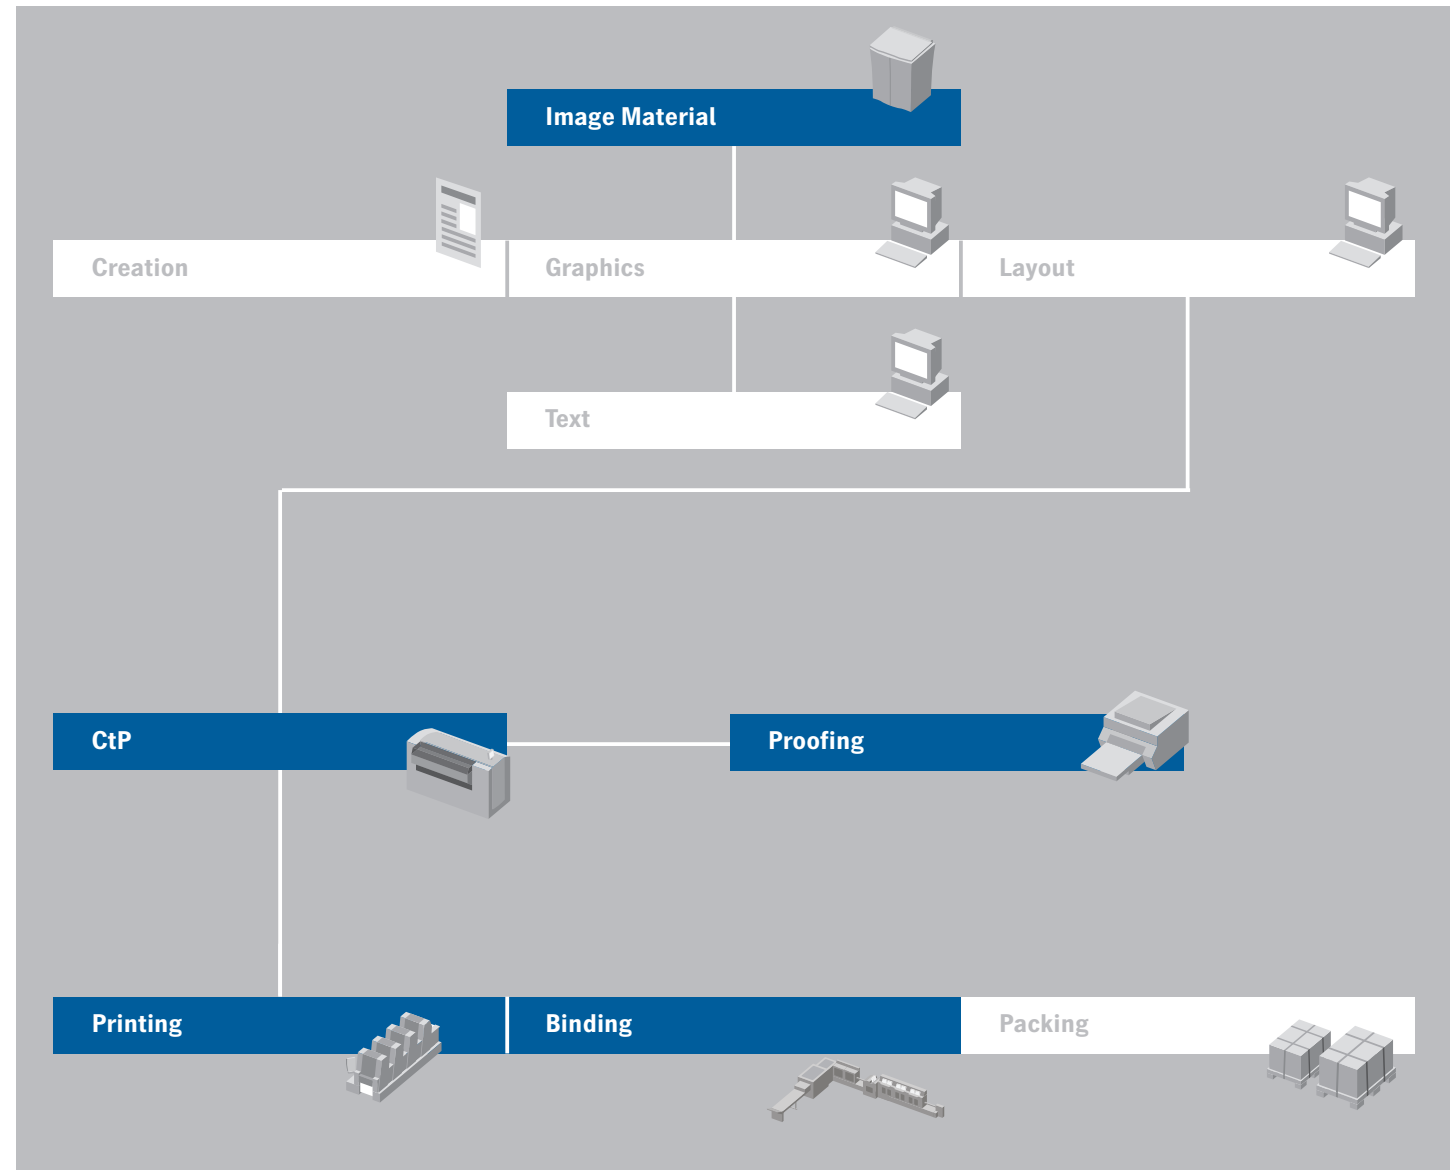 Image Material
Creation
Graphics
Layout
Text
CtP
Proofing
Printing
Binding
Packing